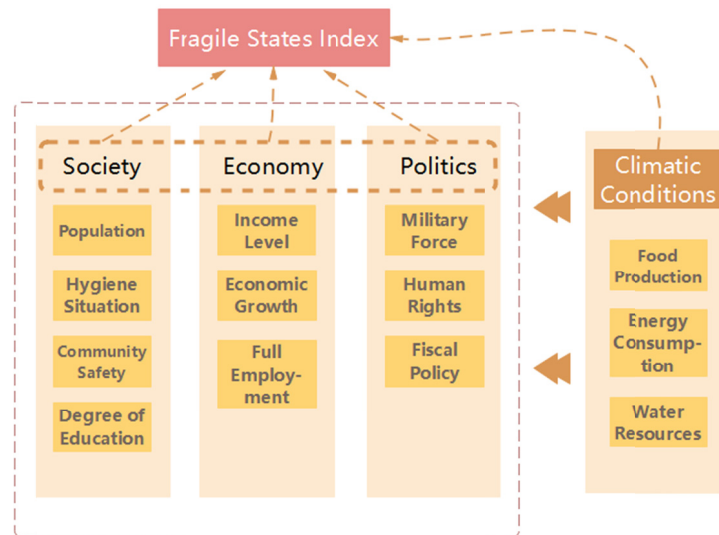 Fragile States Index
Society
Economy
Politics
Climatic
Conditions
Population
Hygiene
Situation
Community
Safety
Degree of
Education
Income
Level
Economic
Growth
Full
Employ-
ment
Military
Force
Human
Rights
Fiscal
Policy
Food
Production
Energy
Consump-
tion
Water
Resources